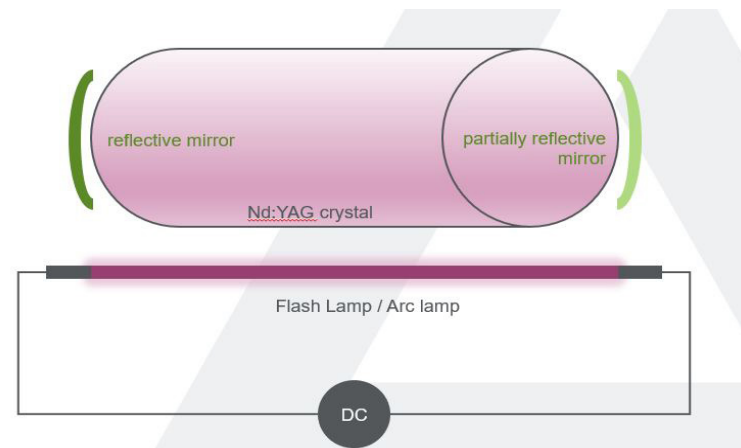 reflective mirror
partially reflective
mirror
Nd:YAG crystal
Flash Lamp / Arc lamp
DC